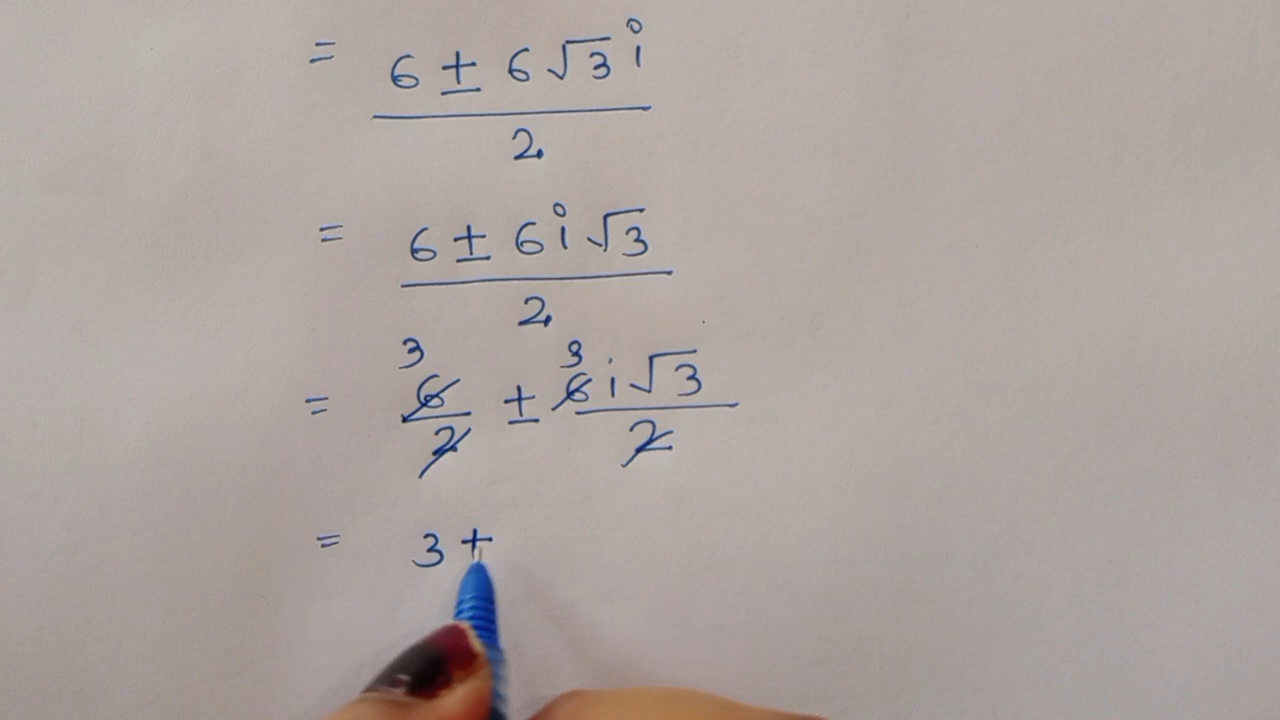 = 6 ± 6√3 i / 2
= 6 ± 6i√3 / 2
3 3
= 6/2 ± 6i√3/2
= 3 +